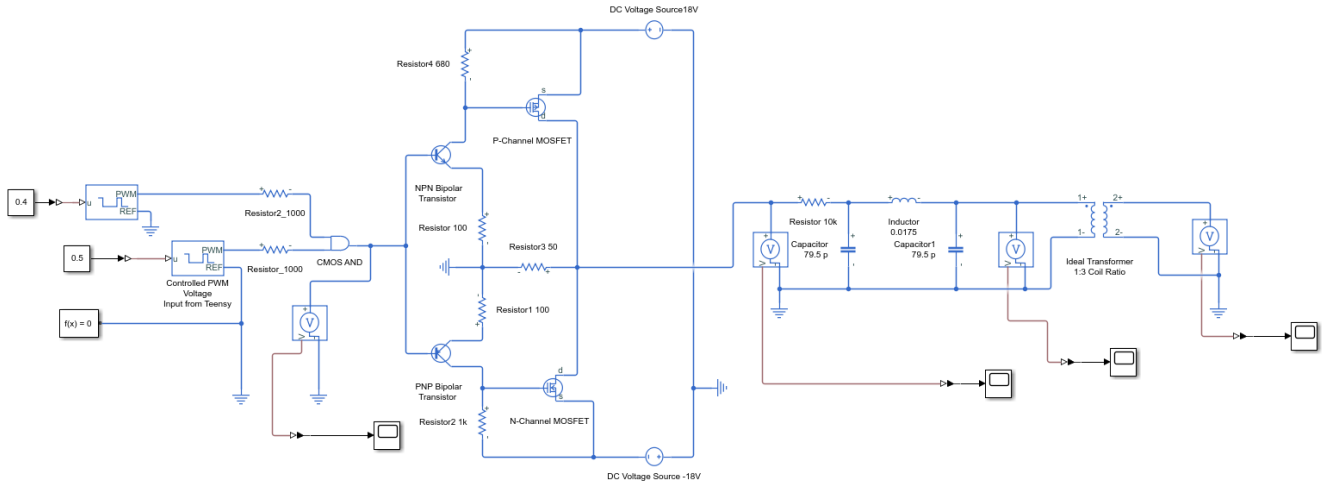 DC Voltage Source18V
+
-
+
Resistor4 680
-
s
d
P-Channel MOSFET
NPN Bipolar
Transistor
0.4
u
PWM
REF
+
-
Resistor2_1000
0.5
u
PWM
REF
+
-
Resistor_1000
CMOS AND
Controlled PWM
Voltage
Input from Teensy
f(x) = 0
+
V
V
-
+
Resistor 100
-
Resistor3 50
-
+
-
Resistor1 100
+
PNP Bipolar
Transistor
d
s
N-Channel MOSFET
+
Resistor2 1k
-
-
+
DC Voltage Source -18V
+
-
Resistor 10k
+
-
Inductor
0.0175
+
V
V
-
+
Capacitor
79.5 p
-
+
Capacitor1
79.5 p
-
+
V
V
-
1+
2+
1-
2-
Ideal Transformer
1:3 Coil Ratio
+
V
V
-